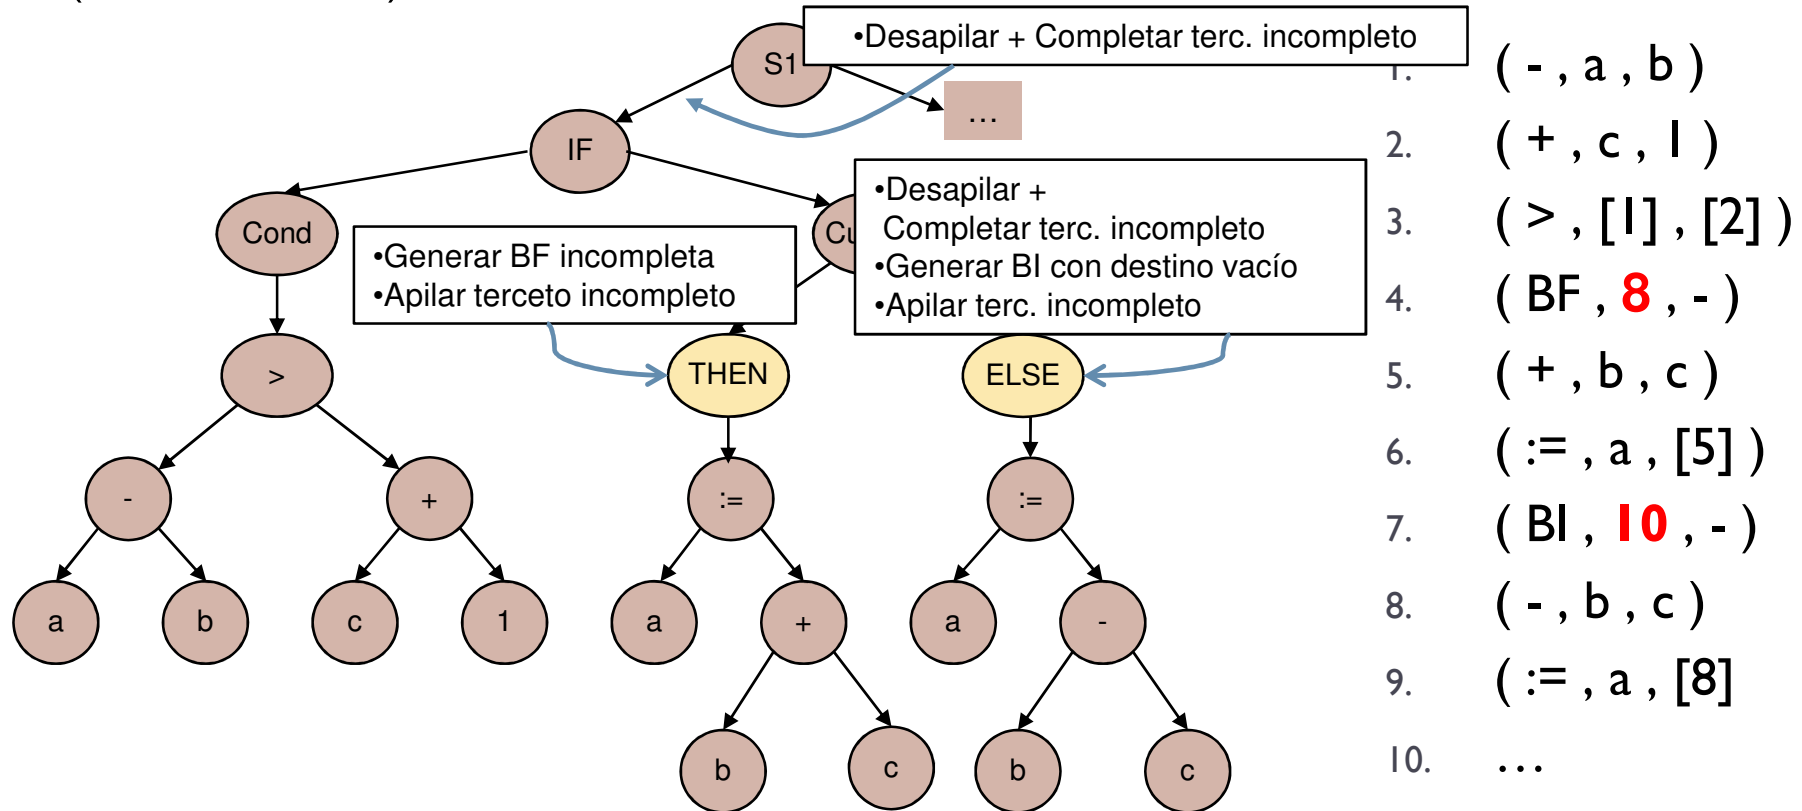 S1
•Desapilar + Completar terc. incompleto
…
IF
Cond
•Generar BF incompleta
•Apilar terceto incompleto
•Desapilar +
Completar terc. incompleto
•Generar BI con destino vacío
•Apilar terc. incompleto
>
THEN
ELSE
-
+
:=
:=
a
b
c
1
a
+
a
-
b
c
b
c
1. ( - , a , b )
2. ( + , c , 1 )
3. ( > , [1] , [2] )
4. ( BF , 8 , - )
5. ( + , b , c )
6. ( := , a , [5] )
7. ( BI , 10 , - )
8. ( - , b , c )
9. ( := , a , [8]
10. …